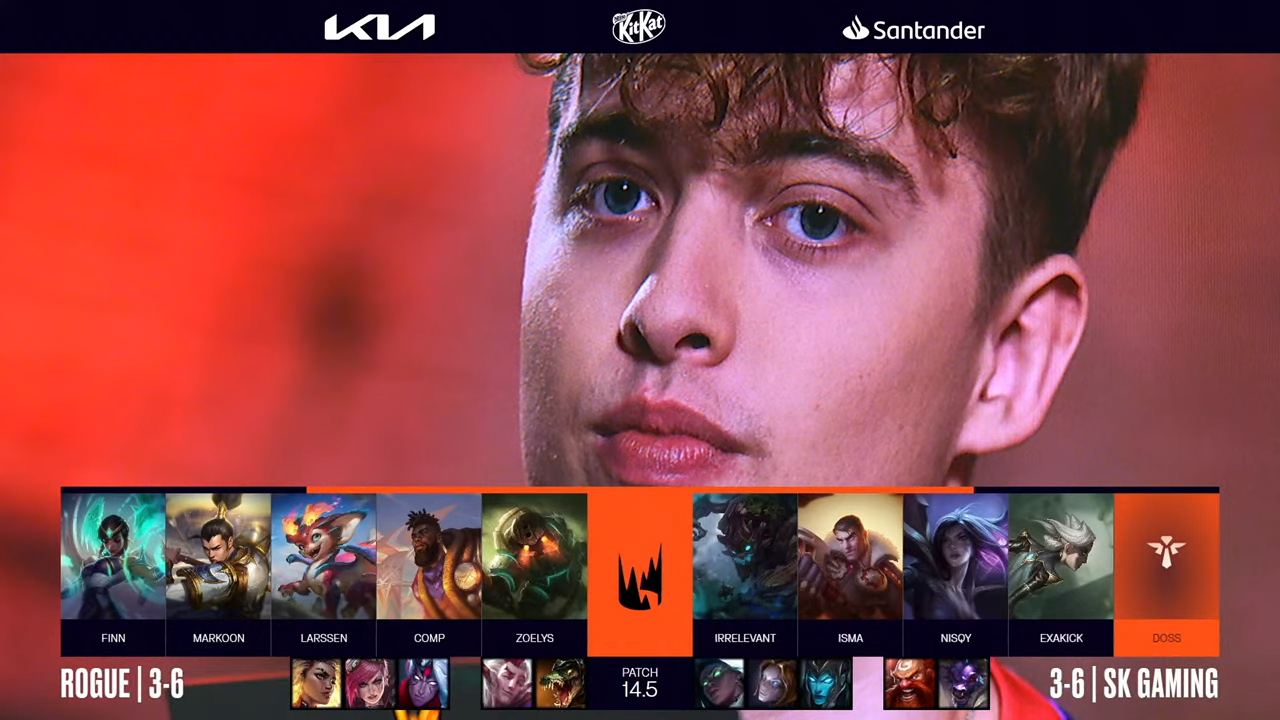 KIA
Nestlé KitKat
Santander
FINN MARKOON LARSSEN COMP ZOELYS IRRELEVANT ISMA NISQY EXAKICK DOSS
ROGUE | 3-6
PATCH
14.5
3-6 | SK GAMING